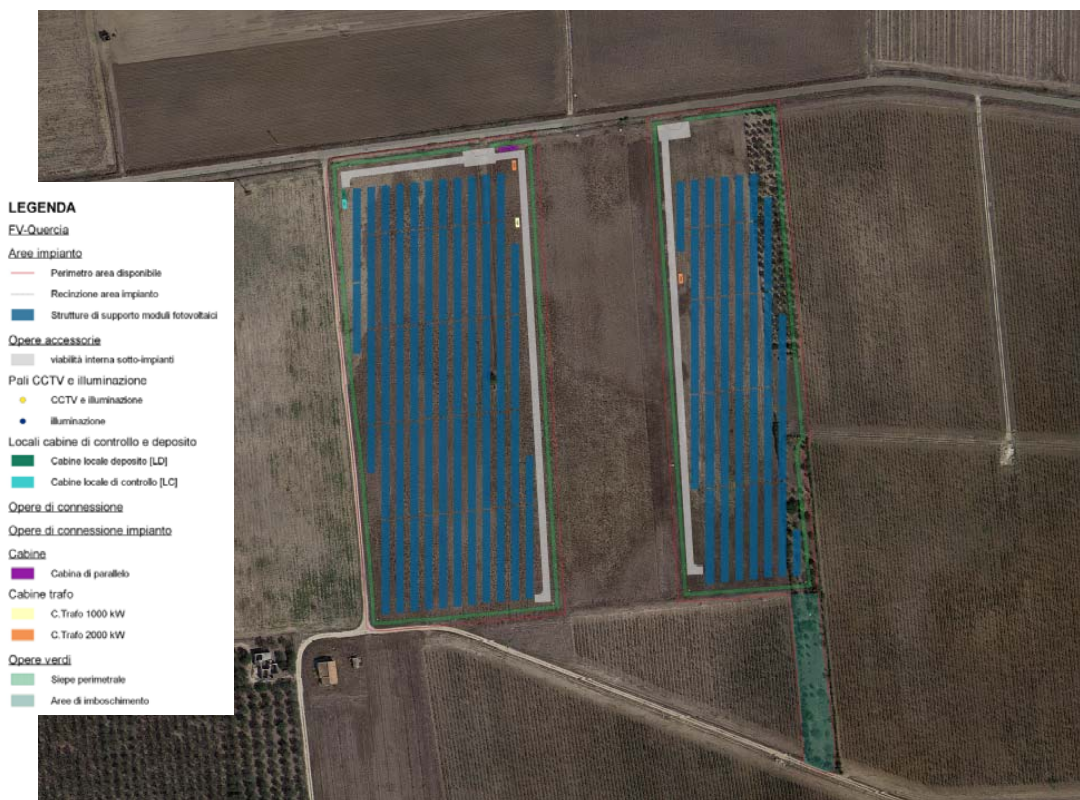 LEGENDA
FV-Quercia
Aree impianto
Perimetro area disponibile
Recinzione area impianto
Strutture di supporto moduli fotovoltaici
Opere accessorie
viabilità interna sotto-impianti
Pali CCTV e illuminazione
CCTV e illuminazione
illuminazione
Locali cabine di controllo e deposito
Cabine locale deposito [LD]
Cabine locale di controllo [LC]
Opere di connessione
Opere di connessione impianto
Cabine
Cabina di parallelo
Cabine trafo
C.Trafo 1000 kW
C.Trafo 2000 kW
Opere verdi
Siepe perimetrale
Aree di imboschimento